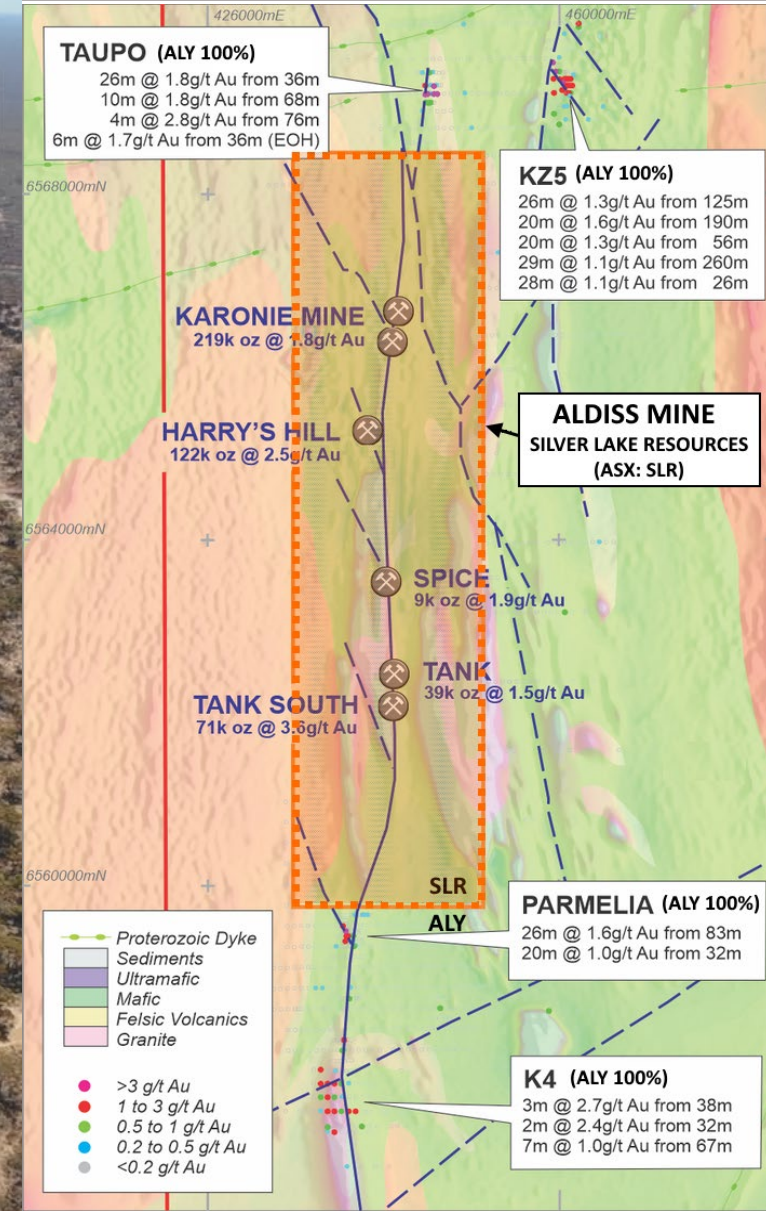 426000mE
460000mE
TAUPO (ALY 100%)
26m @ 1.8g/t Au from 36m
10m @ 1.8g/t Au from 68m
4m @ 2.8g/t Au from 76m
6m @ 1.7g/t Au from 36m (EOH)
KZ5 (ALY 100%)
26m @ 1.3g/t Au from 125m
20m @ 1.6g/t Au from 190m
20m @ 1.3g/t Au from 56m
29m @ 1.1g/t Au from 260m
28m @ 1.1g/t Au from 26m
6568000mN
KARONIE MINE
219k oz @ 1.8g/t Au
HARRY'S HILL
122k oz @ 2.5g/t Au
ALDISS MINE
SILVER LAKE RESOURCES
(ASX: SLR)
6564000mN
SPICE
9k oz @ 1.9g/t Au
TANK
39k oz @ 1.5g/t Au
TANK SOUTH
71k oz @ 3.6g/t Au
6560000mN
SLR
ALY
PARMELIA (ALY 100%)
26m @ 1.6g/t Au from 83m
20m @ 1.0g/t Au from 32m
K4 (ALY 100%)
3m @ 2.7g/t Au from 38m
2m @ 2.4g/t Au from 32m
7m @ 1.0g/t Au from 67m
Proterozoic Dyke
Sediments
Ultramafic
Mafic
Felsic Volcanics
Granite
>3 g/t Au
1 to 3 g/t Au
0.5 to 1 g/t Au
0.2 to 0.5 g/t Au
<0.2 g/t Au